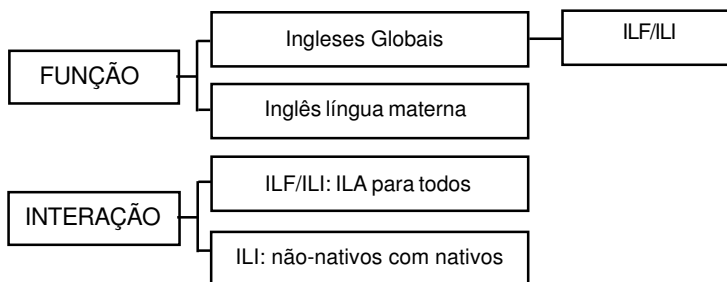 Ingleses Globais
ILF/ILI
FUNÇÃO
Inglês língua materna
ILF/ILI: ILA para todos
INTERAÇÃO
ILI: não-nativos com nativos